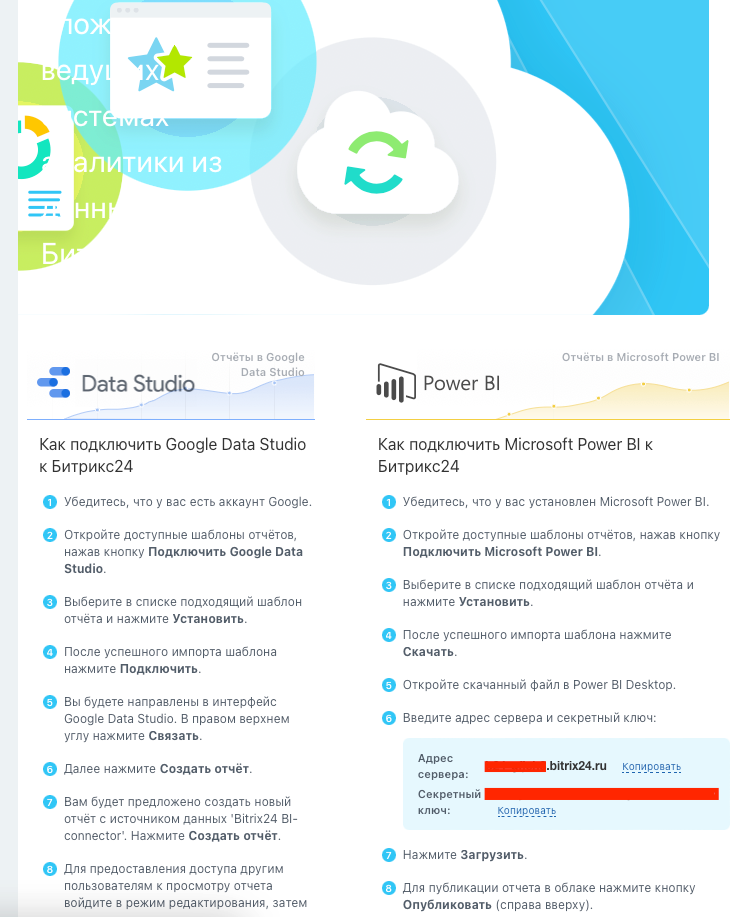 ведущих
системах
аналитики из
Отчёты в Google
Data Studio
Data Studio
Как подключить Google Data Studio
к Битрикс24
1 Убедитесь, что у вас есть аккаунт Google.
2 Откройте доступные шаблоны отчётов,
нажав кнопку Подключить Google Data
Studio.
3 Выберите в списке подходящий шаблон
отчёта и нажмите Установить.
4 После успешного импорта шаблона
нажмите Подключить.
5 Вы будете направлены в интерфейс
Google Data Studio. В правом верхнем
углу нажмите Связать.
6 Далее нажмите Создать отчёт.
7 Вам будет предложено создать новый
отчёт с источником данных 'Bitrix24 BI-
connector'. Нажмите Создать отчёт.
8 Для предоставления доступа другим
пользователям к просмотру отчета
войдите в режим редактирования, затем
Отчёты в Microsoft Power BI
Power BI
Как подключить Microsoft Power BI к
Битрикс24
1 Убедитесь, что у вас установлен Microsoft Power BI.
2 Откройте доступные шаблоны отчётов, нажав кнопку
Подключить Microsoft Power BI.
3 Выберите в списке подходящий шаблон отчёта и
нажмите Установить.
4 После успешного импорта шаблона нажмите
Скачать.
5 Откройте скачанный файл в Power BI Desktop.
6 Введите адрес сервера и секретный ключ:
Адрес
сервера: .bitrix24.ru Копировать
Секретный
ключ: Копировать
7 Нажмите Загрузить.
8 Для публикации отчета в облаке нажмите кнопку
Опубликовать (справа вверху).